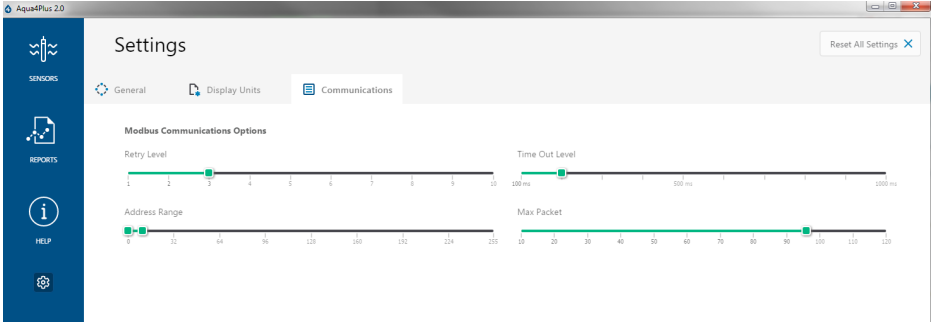 Aqua4Plus 2.0
Settings
Reset All Settings
SENSORS
General
Display Units
Communications
Modbus Communications Options
Retry Level
1 2 3 4 5 6 7 8 9 10
Time Out Level
100 ms 500 ms 1000 ms
REPORTS
Address Range
0 32 64 96 128 160 192 224 255
Max Packet
10 20 30 40 50 60 70 80 90 100 110 120
HELP